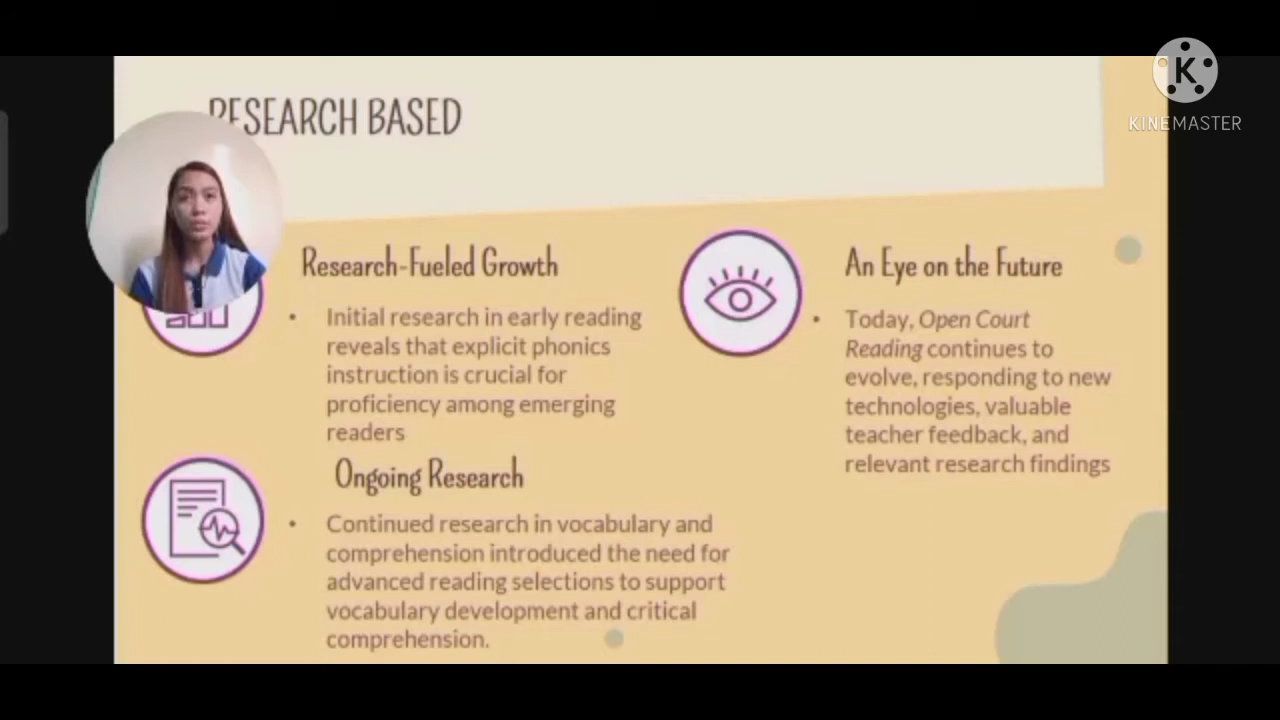 RESEARCH BASED
Research-Fueled Growth
• Initial research in early reading
reveals that explicit phonics
instruction is crucial for
proficiency among emerging
readers
Ongoing Research
• Continued research in vocabulary and
comprehension introduced the need for
advanced reading selections to support
vocabulary development and critical
comprehension.
An Eye on the Future
• Today, Open Court
Reading continues to
evolve, responding to new
technologies, valuable
teacher feedback, and
relevant research findings
K
KINEMASTER